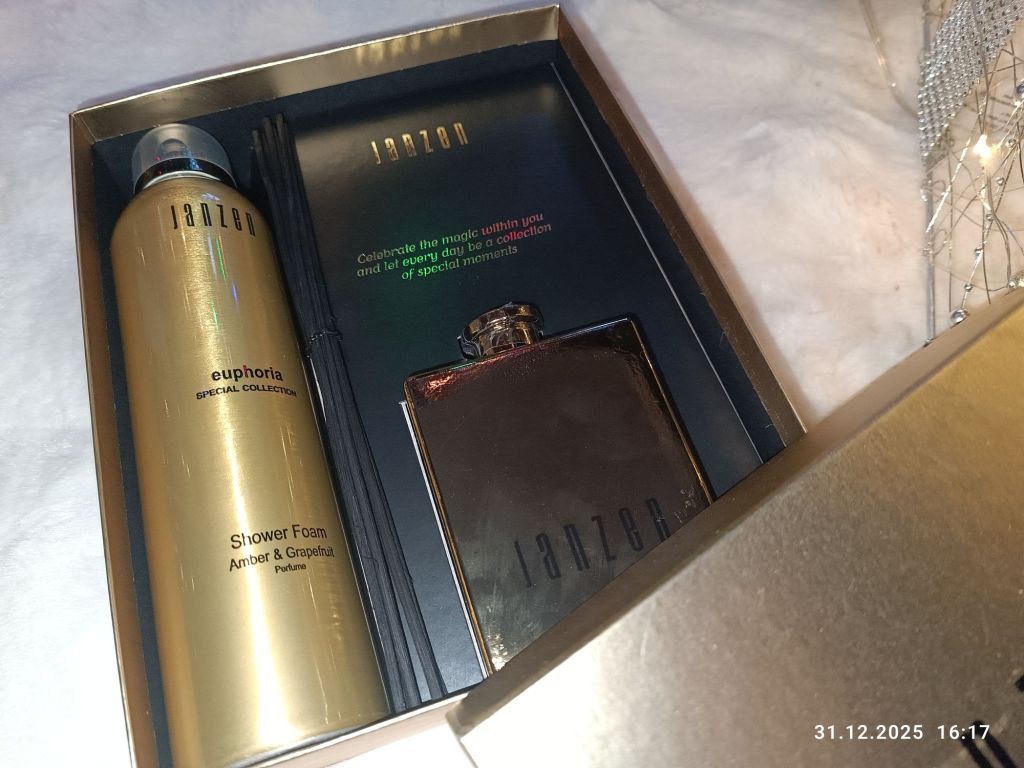 Janzen
Celebrate the magic within you
and let every day be a collection
of special moments
Janzen
euphoria
SPECIAL COLLECTION
Shower Foam
Amber & Grapefruit
Perfume
Janzen
31.12.2025 16:17